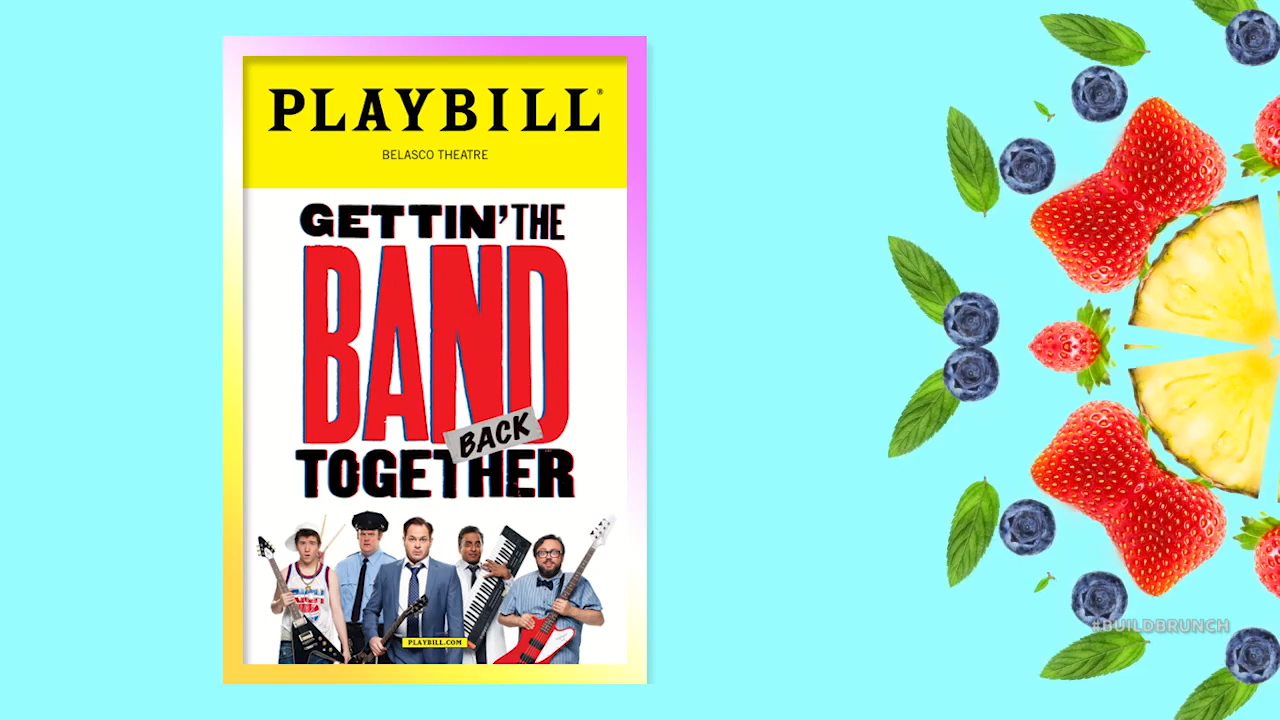 PLAYBILL®
BELASCO THEATRE
GETTIN' THE
BAND
BACK
TOGETHER
PLAYBILL.COM
#BUILDBRUNCH